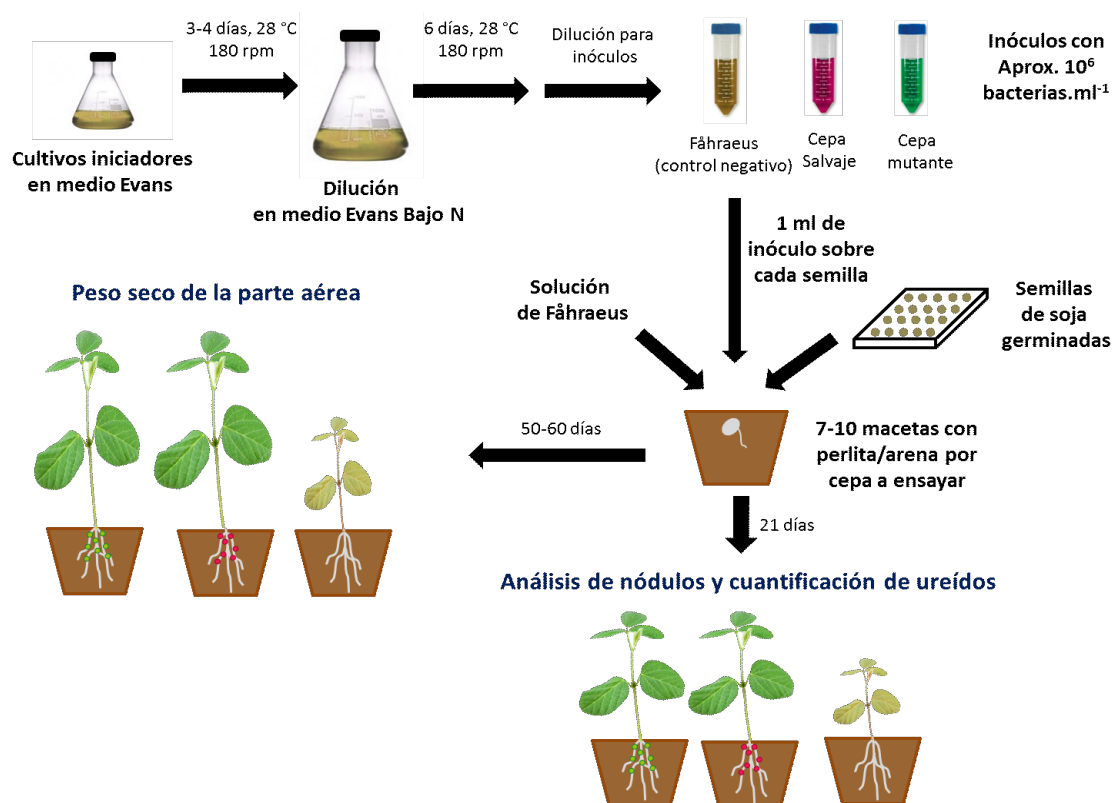 3-4 días, 28 °C
180 rpm
6 días, 28 °C
180 rpm
Dilución para
inóculos
Inóculos con
Aprox. 10⁶
bacterias.ml⁻¹
Cultivos iniciadores
en medio Evans
Dilución
en medio Evans Bajo N
Fåhraeus
(control negativo)
Cepa
Salvaje
Cepa
mutante
1 ml de
inóculo sobre
cada semilla
Solución
de Fåhraeus
Semillas
de soja
germinadas
Peso seco de la parte aérea
50-60 días
7-10 macetas con
perlita/arena por
cepa a ensayar
21 días
Análisis de nódulos y cuantificación de ureídos